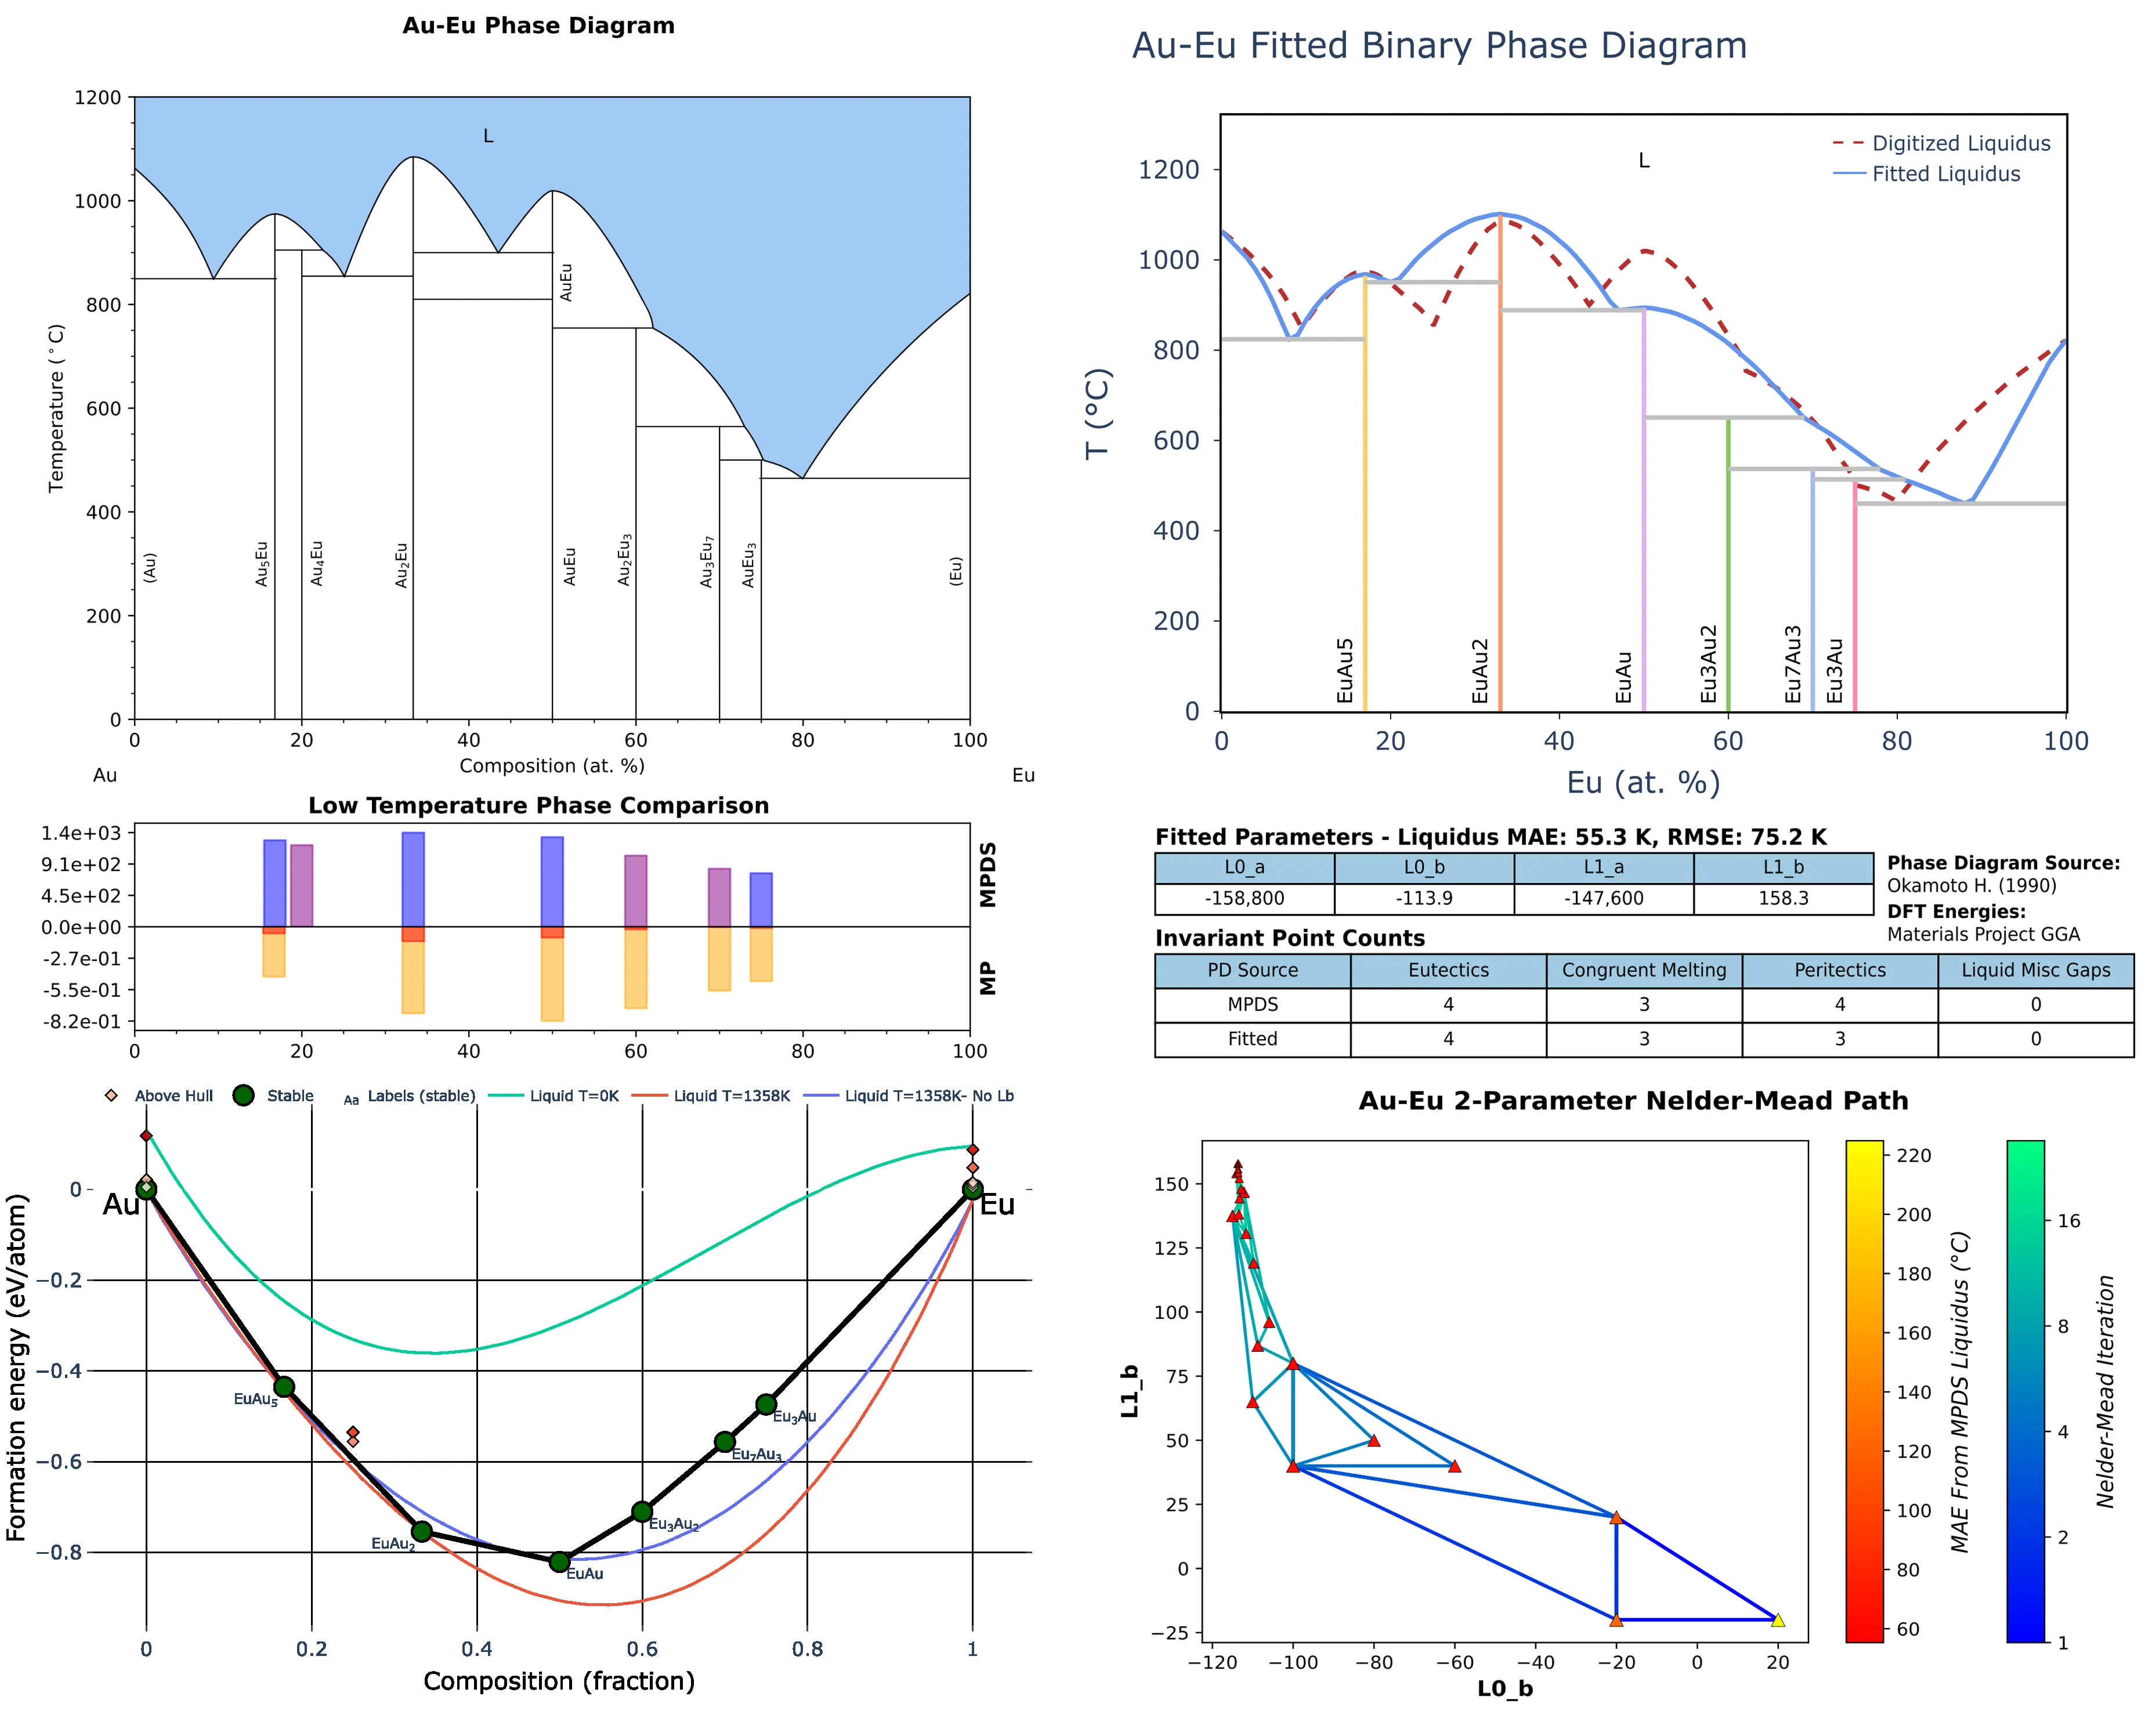 Au-Eu Phase Diagram
1200
1000
800
600
400
200
0
Temperature (°C)
L
(Au)
Au₅Eu
Au₄Eu
Au₂Eu
AuEu
AuEu
Au₂Eu₃
Au₃Eu₇
AuEu₃
(Eu)
0 20 40 60 80 100
Composition (at. %)
Au Eu
Au-Eu Fitted Binary Phase Diagram
Digitized Liquidus
Fitted Liquidus
L
1200
1000
800
600
400
200
0
T (°C)
EuAu5
EuAu2
EuAu
Eu3Au2
Eu7Au3
Eu3Au
0 20 40 60 80 100
Eu (at. %)
Low Temperature Phase Comparison
1.4e+03
9.1e+02
4.5e+02
0.0e+00
-2.7e-01
-5.5e-01
-8.2e-01
MPDS
MP
0 20 40 60 80 100
Fitted Parameters - Liquidus MAE: 55.3 K, RMSE: 75.2 K
L0_a L0_b L1_a L1_b
-158,800 -113.9 -147,600 158.3
Phase Diagram Source:
Okamoto H. (1990)
DFT Energies:
Materials Project GGA
Invariant Point Counts
PD Source Eutectics Congruent Melting Peritectics Liquid Misc Gaps
MPDS 4 3 4 0
Fitted 4 3 3 0
Above Hull Stable Aa Labels (stable) Liquid T=0K Liquid T=1358K Liquid T=1358K- No Lb
0
−0.2
−0.4
−0.6
−0.8
Formation energy (eV/atom)
Au
Eu
EuAu₅
EuAu₂
EuAu
Eu₃Au₂
Eu₇Au₃
Eu₃Au
0 0.2 0.4 0.6 0.8 1
Composition (fraction)
Au-Eu 2-Parameter Nelder-Mead Path
150
125
100
75
50
25
0
−25
L1_b
−120 −100 −80 −60 −40 −20 0 20
L0_b
220
200
180
160
140
120
100
80
60
MAE From MPDS Liquidus (°C)
16
8
4
2
1
Nelder-Mead Iteration